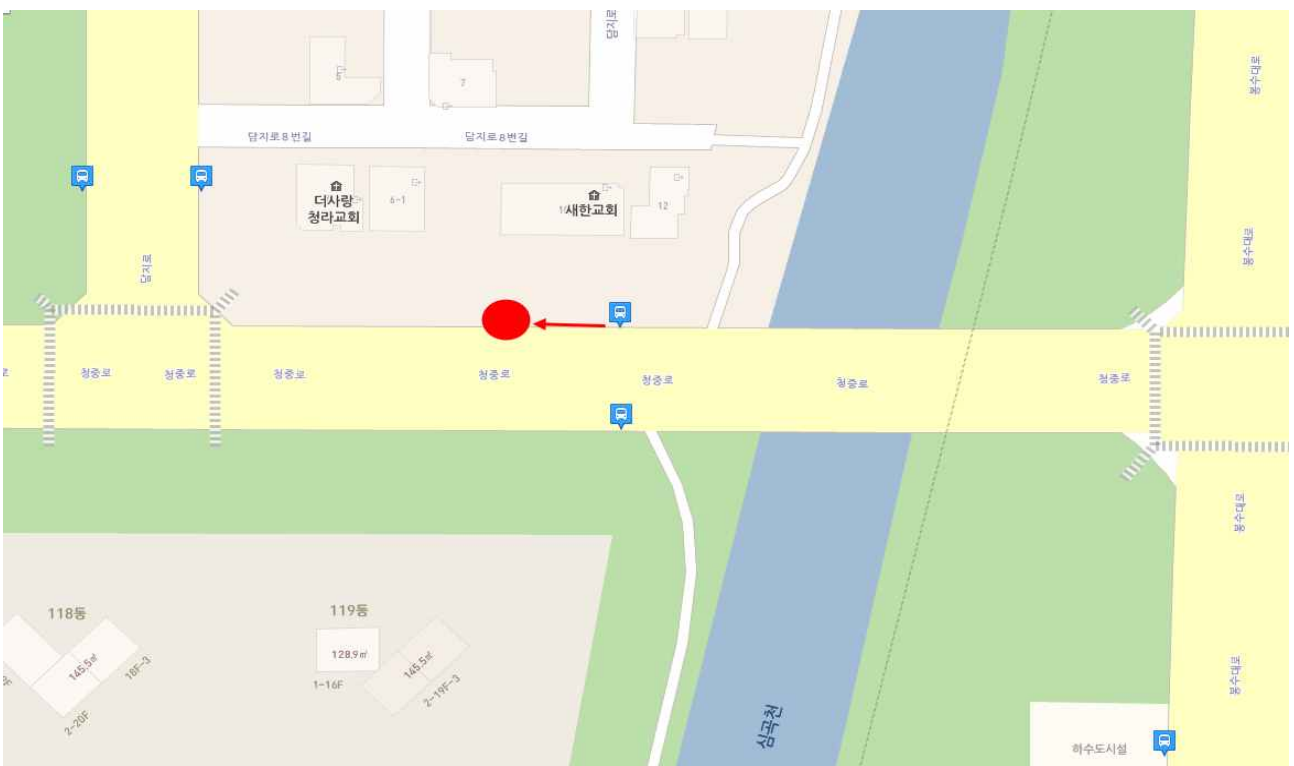 담지로
봉수대로
5
7
담지로8번길
담지로8번길
더사랑
청라교회
6-1
새한교회
12
봉수대로
담지로
청중로
청중로
청중로
청중로
청중로
청중로
청중로
봉수대로
118동
145.5㎡
18F-3
2-20F
119동
128.9㎡
1-16F
145.5㎡
2-19F-3
심곡천
봉수대로
하수도시설